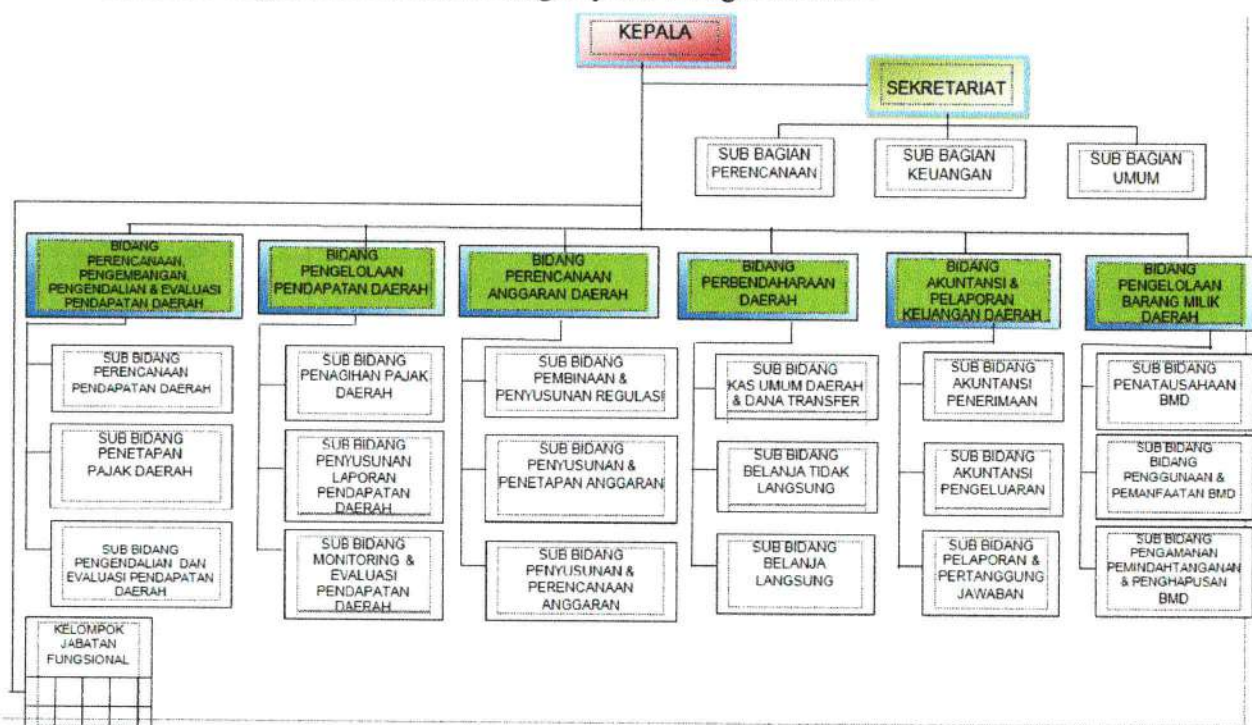 KEPALA
SEKRETARIAT
SUB BAGIAN
PERENCANAAN
SUB BAGIAN
KEUANGAN
SUB BAGIAN
UMUM
BIDANG
PERENCANAAN,
PENGEMBANGAN,
PENGENDALIAN & EVALUASI
PENDAPATAN DAERAH
BIDANG
PENGELOLAAN
PENDAPATAN DAERAH
BIDANG
PERENCANAAN
ANGGARAN DAERAH
BIDANG
PERBENDAHARAAN
DAERAH
BIDANG
AKUNTANSI &
PELAPORAN
KEUANGAN DAERAH
BIDANG
PENGELOLAAN
BARANG MILIK
DAERAH
SUB BIDANG
PERENCANAAN
PENDAPATAN DAERAH
SUB BIDANG
PENETAPAN
PAJAK DAERAH
SUB BIDANG
PENGENDALIAN DAN
EVALUASI PENDAPATAN
DAERAH
SUB BIDANG
PENAGIHAN PAJAK
DAERAH
SUB BIDANG
PENYUSUNAN
LAPORAN
PENDAPATAN
DAERAH
SUB BIDANG
MONITORING &
EVALUASI
PENDAPATAN
DAERAH
SUB BIDANG
PEMBINAAN &
PENYUSUNAN REGULASI
SUB BIDANG
PENYUSUNAN &
PENETAPAN ANGGARAN
SUB BIDANG
PENYUSUNAN &
PERENCANAAN
ANGGARAN
SUB BIDANG
KAS UMUM DAERAH
& DANA TRANSFER
SUB BIDANG
BELANJA TIDAK
LANGSUNG
SUB BIDANG
BELANJA
LANGSUNG
SUB BIDANG
AKUNTANSI
PENERIMAAN
SUB BIDANG
AKUNTANSI
PENGELUARAN
SUB BIDANG
PELAPORAN &
PERTANGGUNG
JAWABAN
SUB BIDANG
PENATAUSAHAAN
BMD
SUB BIDANG
BIDANG
PENGGUNAAN &
PEMANFAATAN BMD
SUB BIDANG
PENGAMANAN
PEMINDAHTANGANAN
& PENGHAPUSAN
BMD
KELOMPOK
JABATAN
FUNGSIONAL